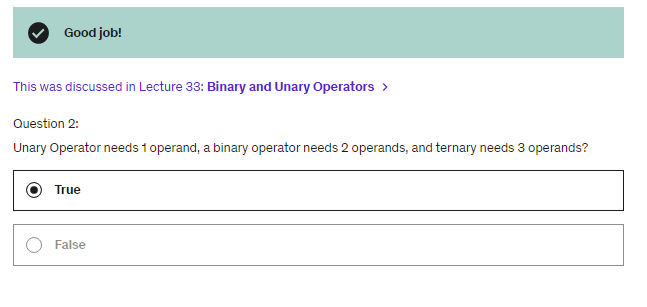 Good job!
This was discussed in Lecture 33: Binary and Unary Operators >
Question 2:
Unary Operator needs 1 operand, a binary operator needs 2 operands, and ternary needs 3 operands?
True
False